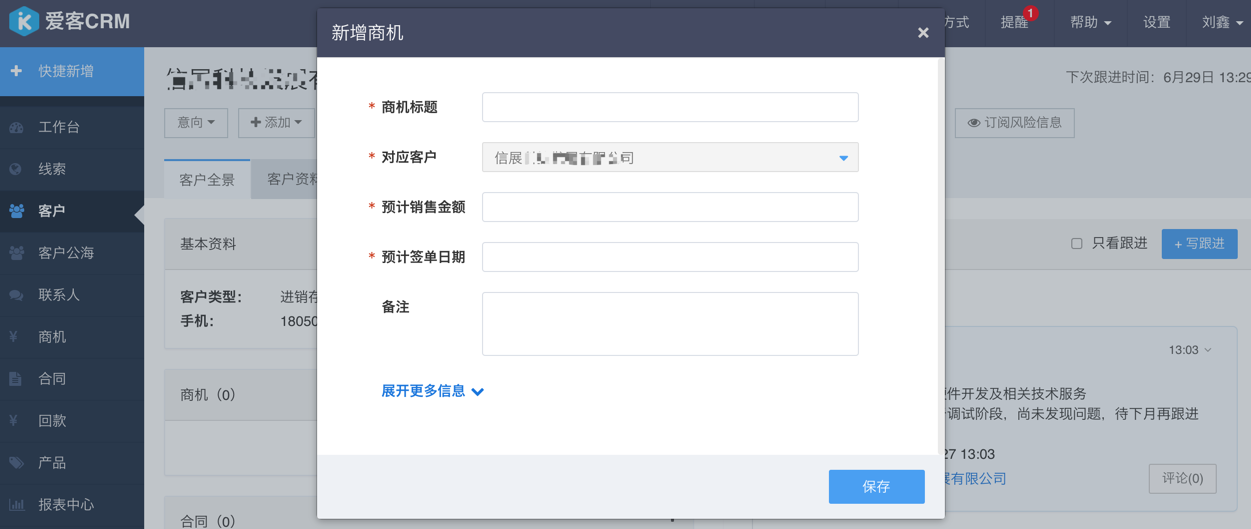 爱客CRM
方式
提醒
1
帮助
设置
刘鑫
+ 快捷新增
工作台
线索
客户
客户公海
联系人
¥ 商机
合同
¥ 回款
产品
报表中心
下次跟进时间：6月29日 13:29
意向
+ 添加
订阅风险信息
客户全景
客户资料
基本资料
只看跟进
+ 写跟进
客户类型：
进销存
手机：
18050
商机（0）
合同（0）
13:03
件开发及相关技术服务
调试阶段，尚未发现问题，待下月再跟进
27 13:03
展有限公司
评论(0)
新增商机
×
* 商机标题
* 对应客户
信展 有限公司
* 预计销售金额
* 预计签单日期
备注
展开更多信息
保存